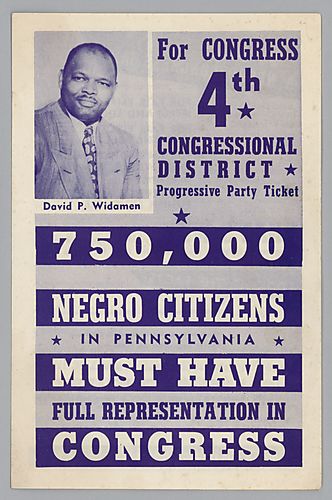 For CONGRESS
4th
CONGRESSIONAL
DISTRICT
Progressive Party Ticket
David P. Widamen
750,000
NEGRO CITIZENS
IN PENNSYLVANIA
MUST HAVE
FULL REPRESENTATION IN
CONGRESS